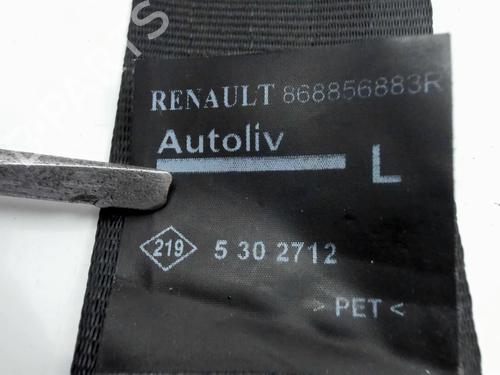 RENAULT 868856883R
Autoliv
L
219 5 30 2712
> PET <